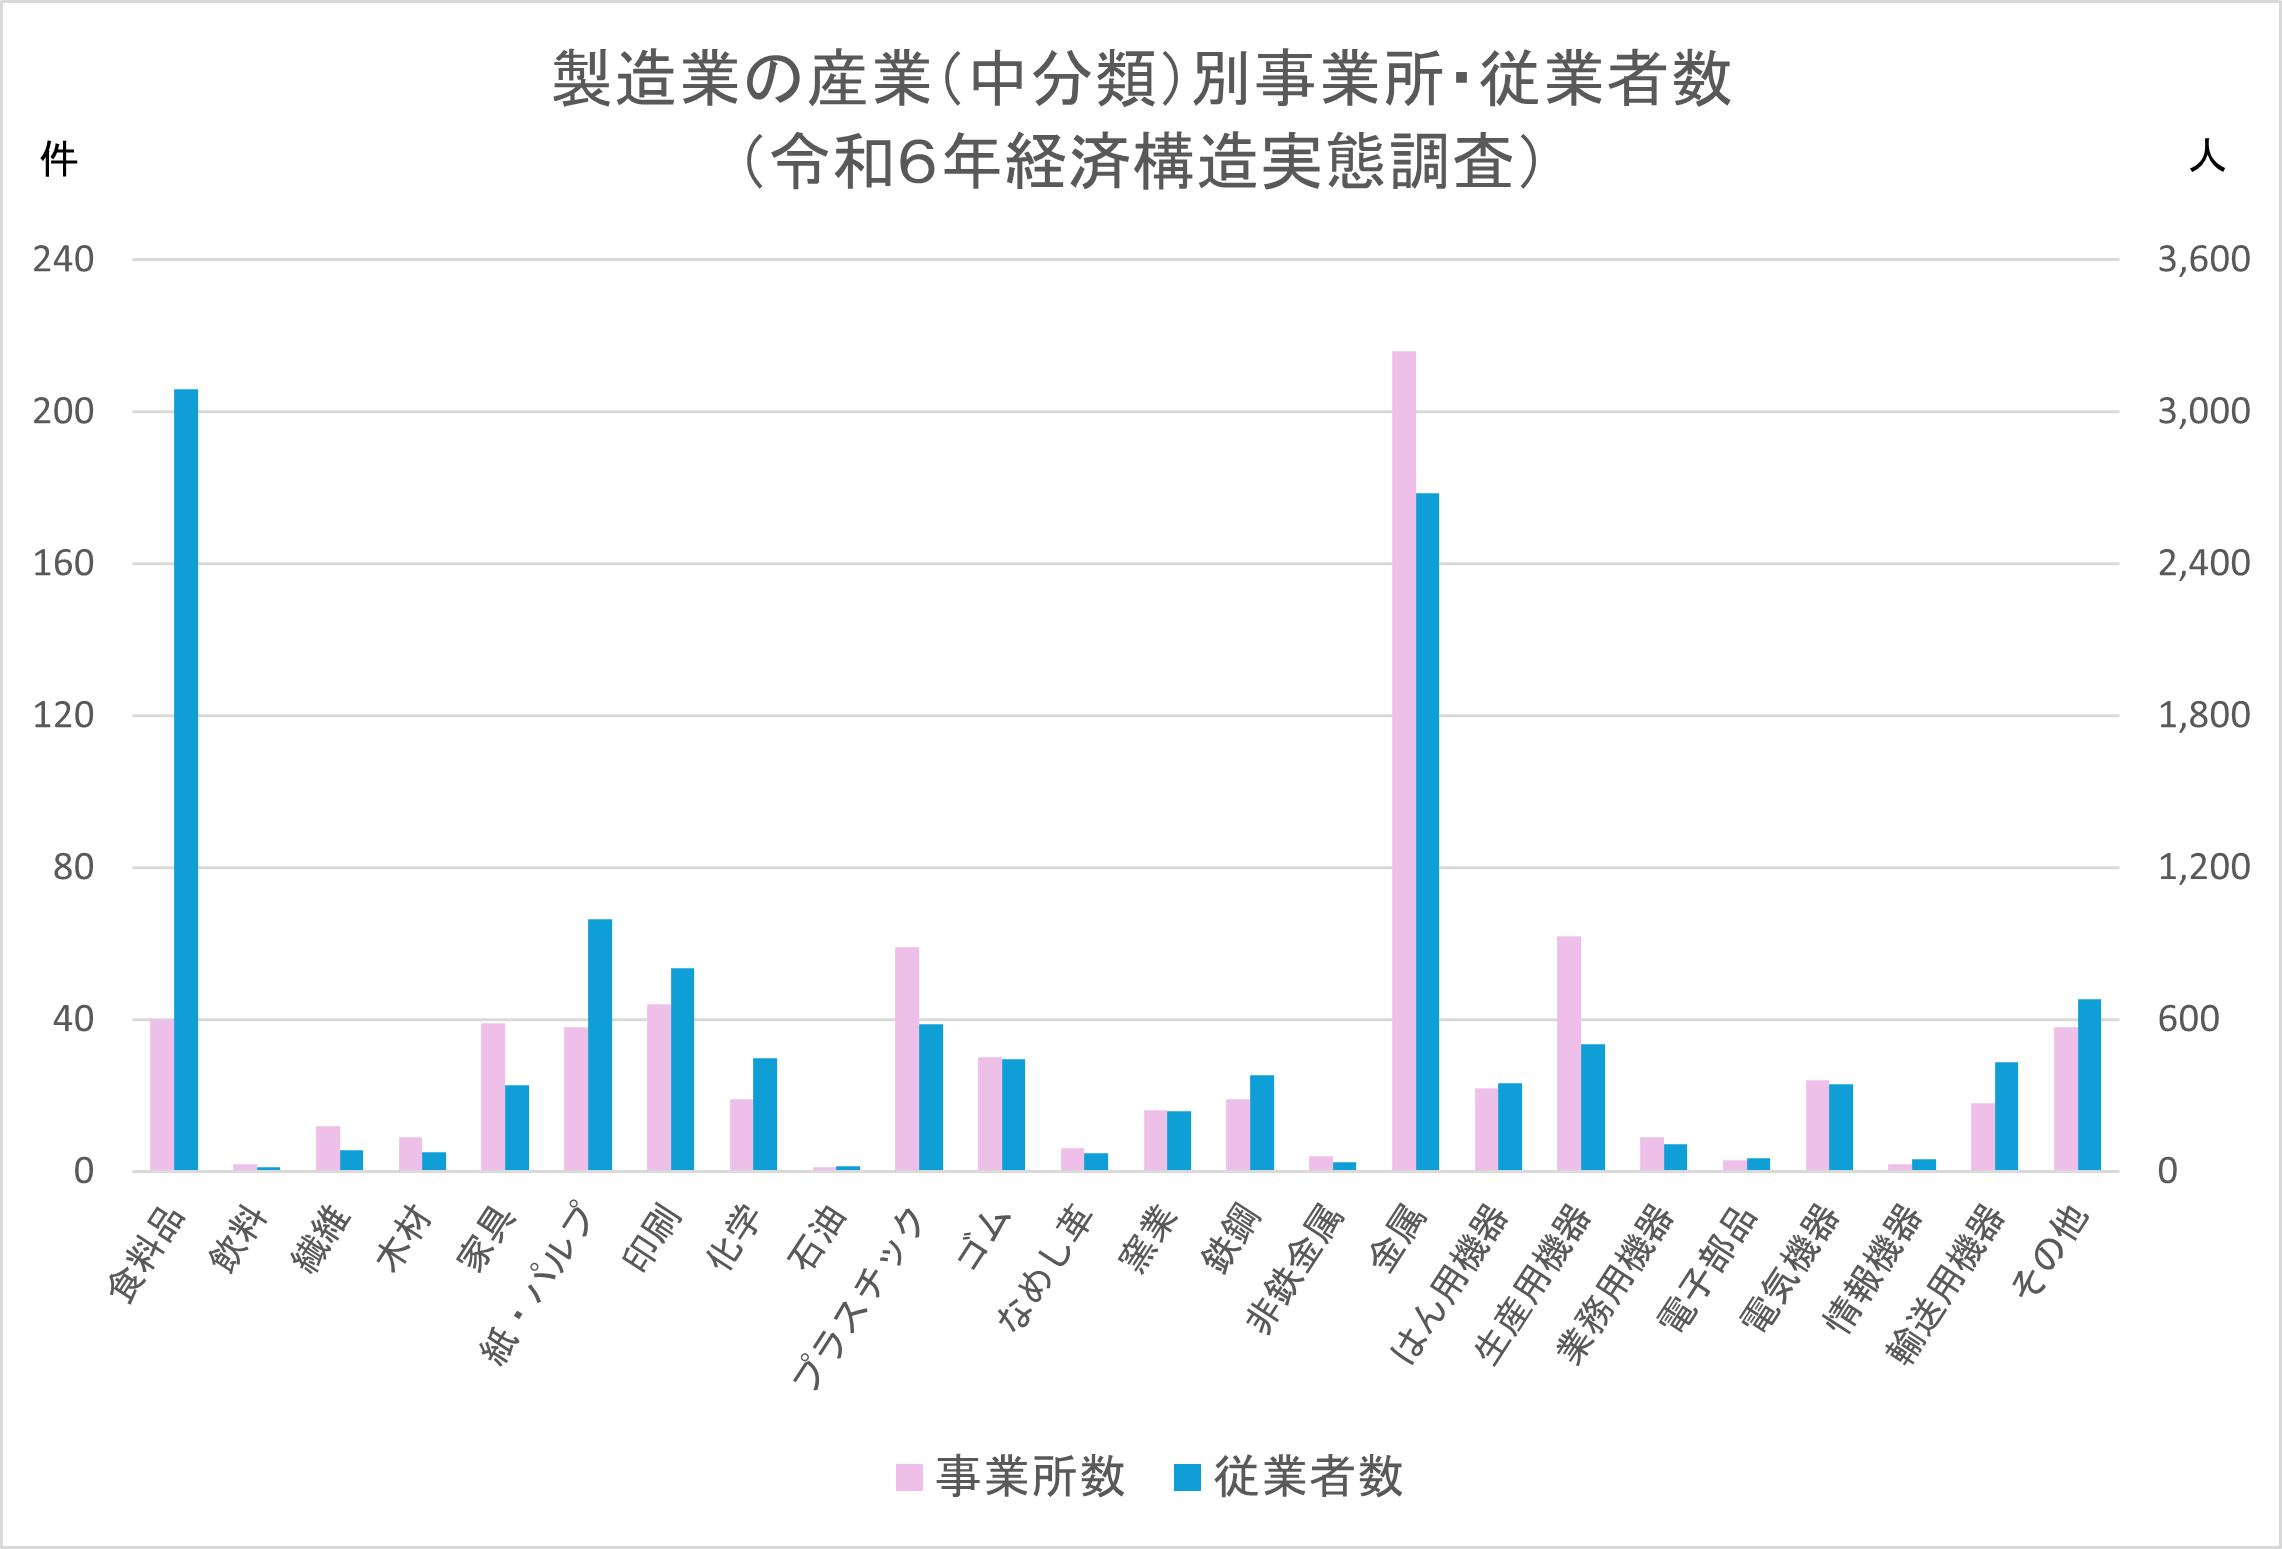 製造業の産業（中分類）別事業所・従業者数
（令和６年経済構造実態調査）
件
人
240
200
160
120
80
40
0
3,600
3,000
2,400
1,800
1,200
600
0
食料品
飲料
繊維
木材
家具
紙・パルプ
印刷
化学
石油
プラスチック
ゴム
なめし革
窯業
鉄鋼
非鉄金属
金属
はん用機器
生産用機器
業務用機器
電子部品
電気機器
情報機器
輸送用機器
その他
事業所数
従業者数